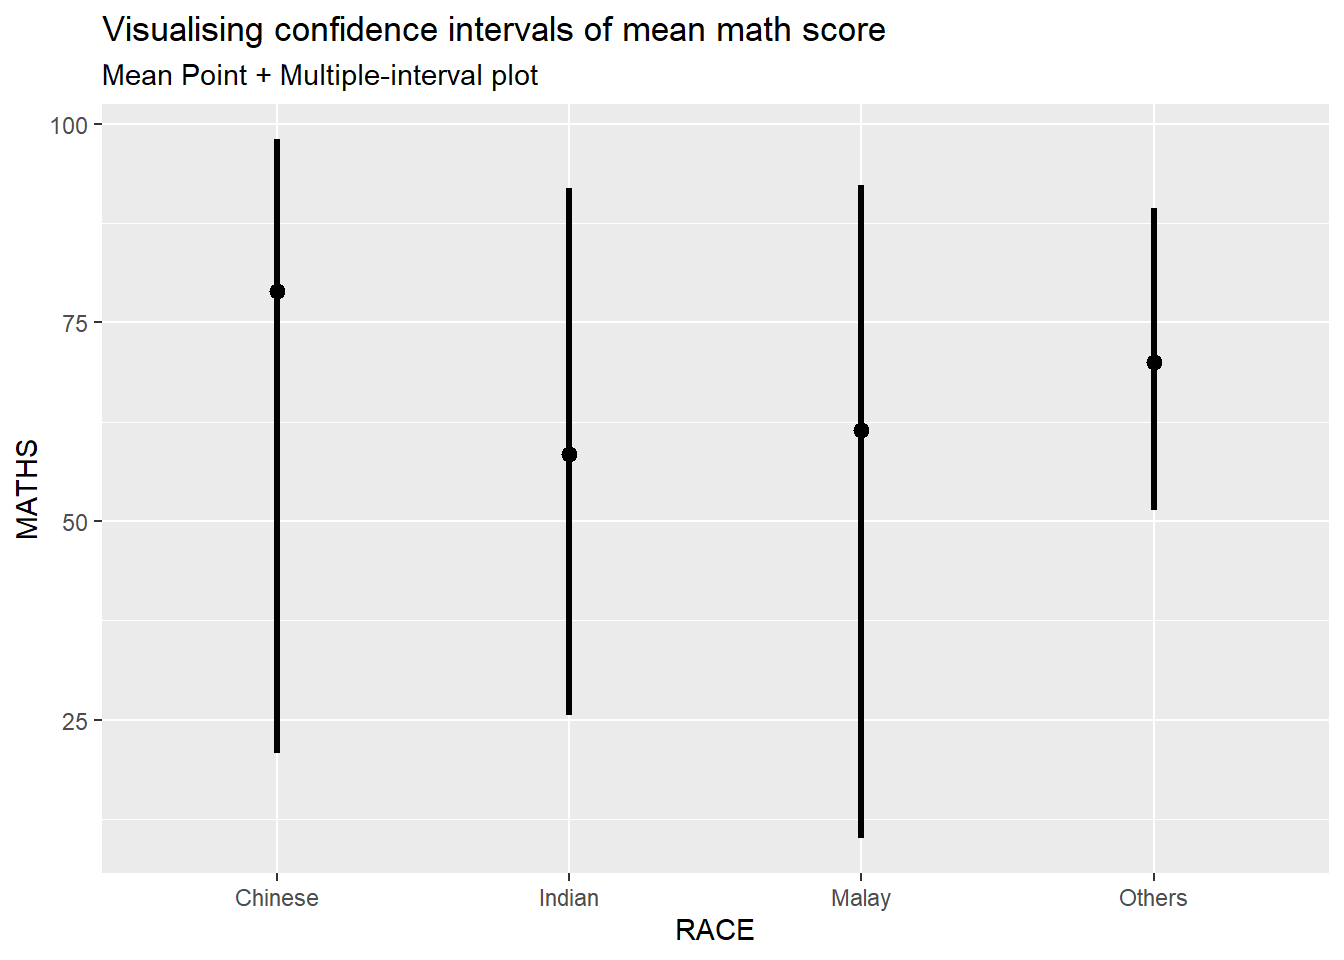 Visualising confidence intervals of mean math score
Mean Point + Multiple-interval plot
100
75
50
25
MATHS
Chinese
Indian
Malay
Others
RACE